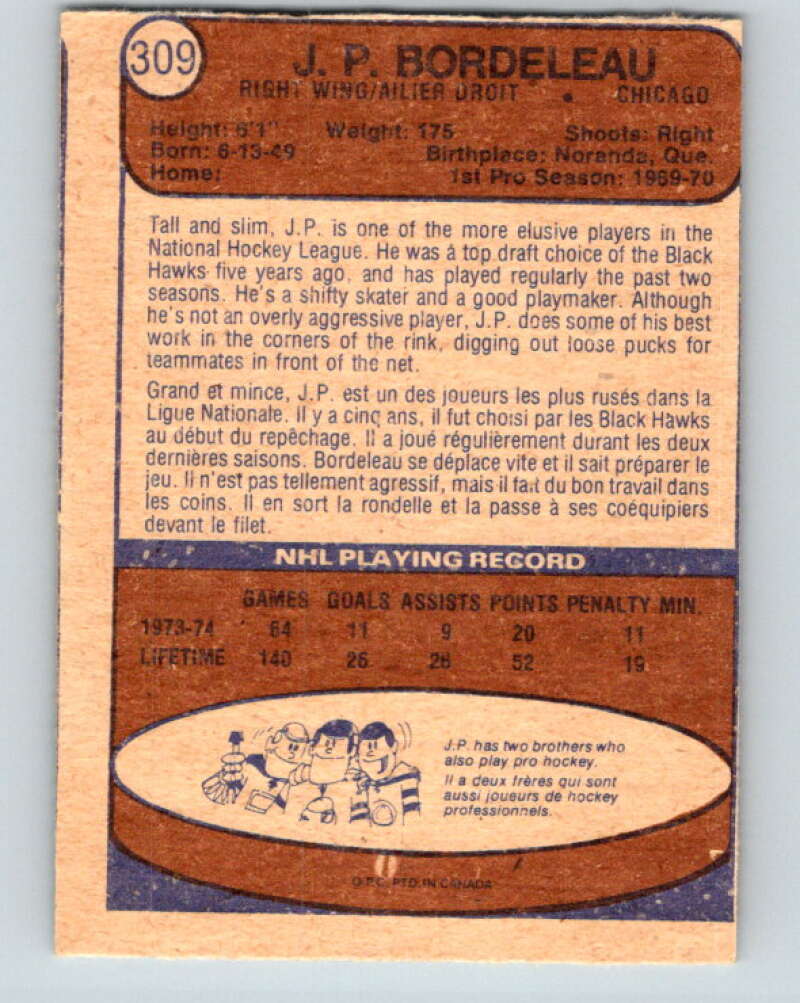 309
J. P. BORDELEAU
RIGHT WING/AILIER DROIT • CHICAGO
Height: 6'1" Weight: 175 Shoots: Right
Born: 6-13-49 Birthplace: Noranda, Que.
Home: 1st Pro Season: 1969-70
Tall and slim, J.P. is one of the more elusive players in the
National Hockey League. He was a top draft choice of the Black
Hawks five years ago, and has played regularly the past two
seasons. He's a shifty skater and a good playmaker. Although
he's not an overly aggressive player, J.P. does some of his best
work in the corners of the rink, digging out loose pucks for
teammates in front of the net.
Grand et mince, J.P. est un des joueurs les plus rusés dans la
Ligue Nationale. Il y a cinq ans, il fut choisi par les Black Hawks
au début du repêchage. Il a joué régulièrement durant les deux
dernières saisons. Bordeleau se déplace vite et il sait préparer le
jeu. Il n'est pas tellement agressif, mais il fait du bon travail dans
les coins. Il en sort la rondelle et la passe à ses coéquipiers
devant le filet.
NHL PLAYING RECORD
GAMES GOALS ASSISTS POINTS PENALTY MIN.
1973-74 64 11 9 20 11
LIFETIME 140 26 26 52 19
J.P. has two brothers who
also play pro hockey.
Il a deux frères qui sont
aussi joueurs de hockey
professionnels.
O.P.C. PTD. IN CANADA